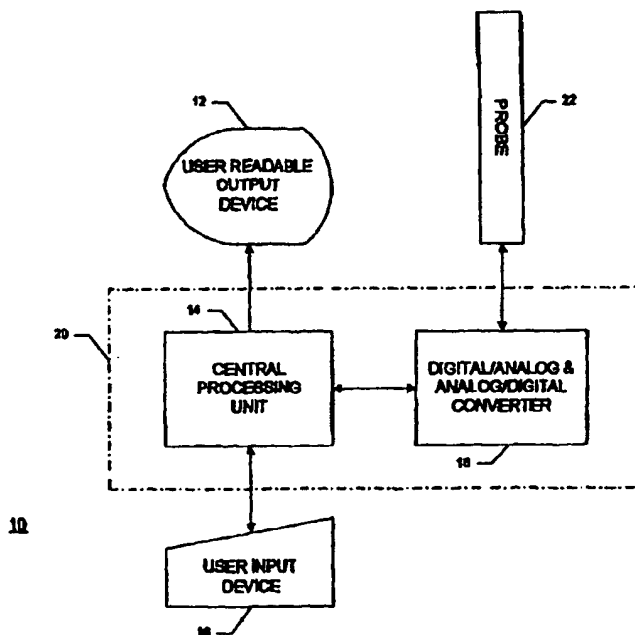 12
USER READABLE
OUTPUT
DEVICE
PROBE
22
20
14
CENTRAL
PROCESSING
UNIT
DIGITAL/ANALOG &
ANALOG/DIGITAL
CONVERTER
18
10
USER INPUT
DEVICE
16